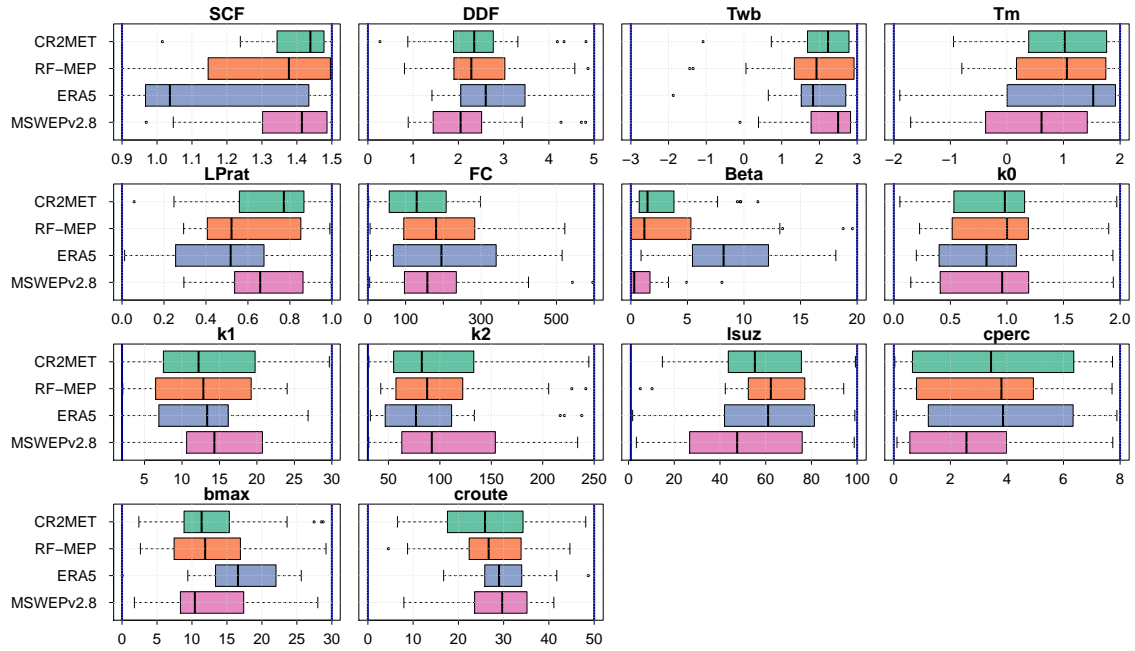 SCF DDF Twb Tm
CR2MET
RF−MEP
ERA5
MSWEPv2.8
0.9 1.0 1.2 1.3 1.4 1.5 0 1 2 3 4 5 −3 −2 −1 0 1 2 3 −2 −1 0 1 2
LPrat FC Beta k0
CR2MET
RF−MEP
ERA5
MSWEPv2.8
0.0 0.2 0.4 0.6 0.8 1.0 100 300 500 0 5 10 15 20 0.0 0.5 1.0 1.5 2.0
k1 k2 lsuz cperc
CR2MET
RF−MEP
ERA5
MSWEPv2.8
5 10 15 20 25 30 50 100 150 200 250 0 20 40 60 80 100 0 2 4 6 8
bmax croute
CR2MET
RF−MEP
ERA5
MSWEPv2.8
0 5 10 15 20 25 30 0 10 20 30 40 50